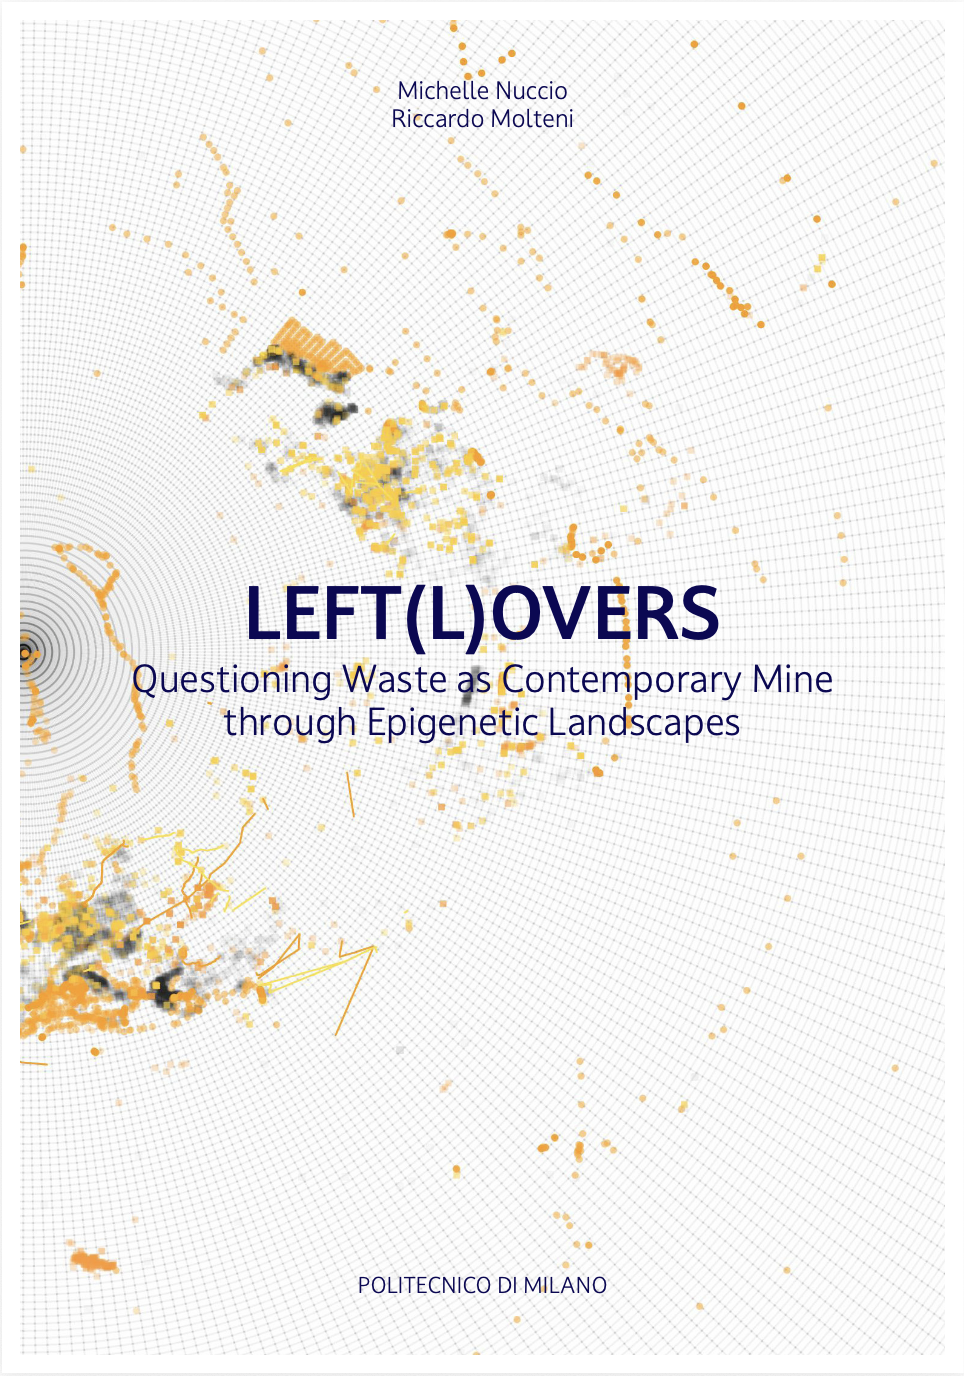 Michelle Nuccio
Riccardo Molteni
LEFT(L)OVERS
Questioning Waste as Contemporary Mine
through Epigenetic Landscapes
POLITECNICO DI MILANO